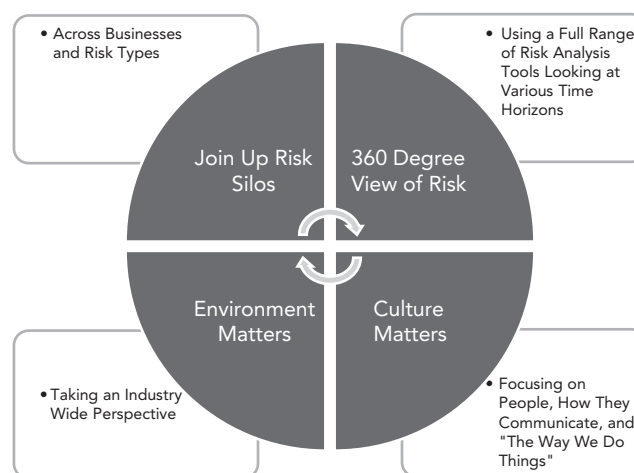 • Across Businesses
and Risk Types
• Using a Full Range
of Risk Analysis
Tools Looking at
Various Time
Horizons
Join Up Risk
Silos
360 Degree
View of Risk
Environment
Matters
Culture
Matters
• Taking an Industry
Wide Perspective
• Focusing on
People, How They
Communicate, and
"The Way We Do
Things"